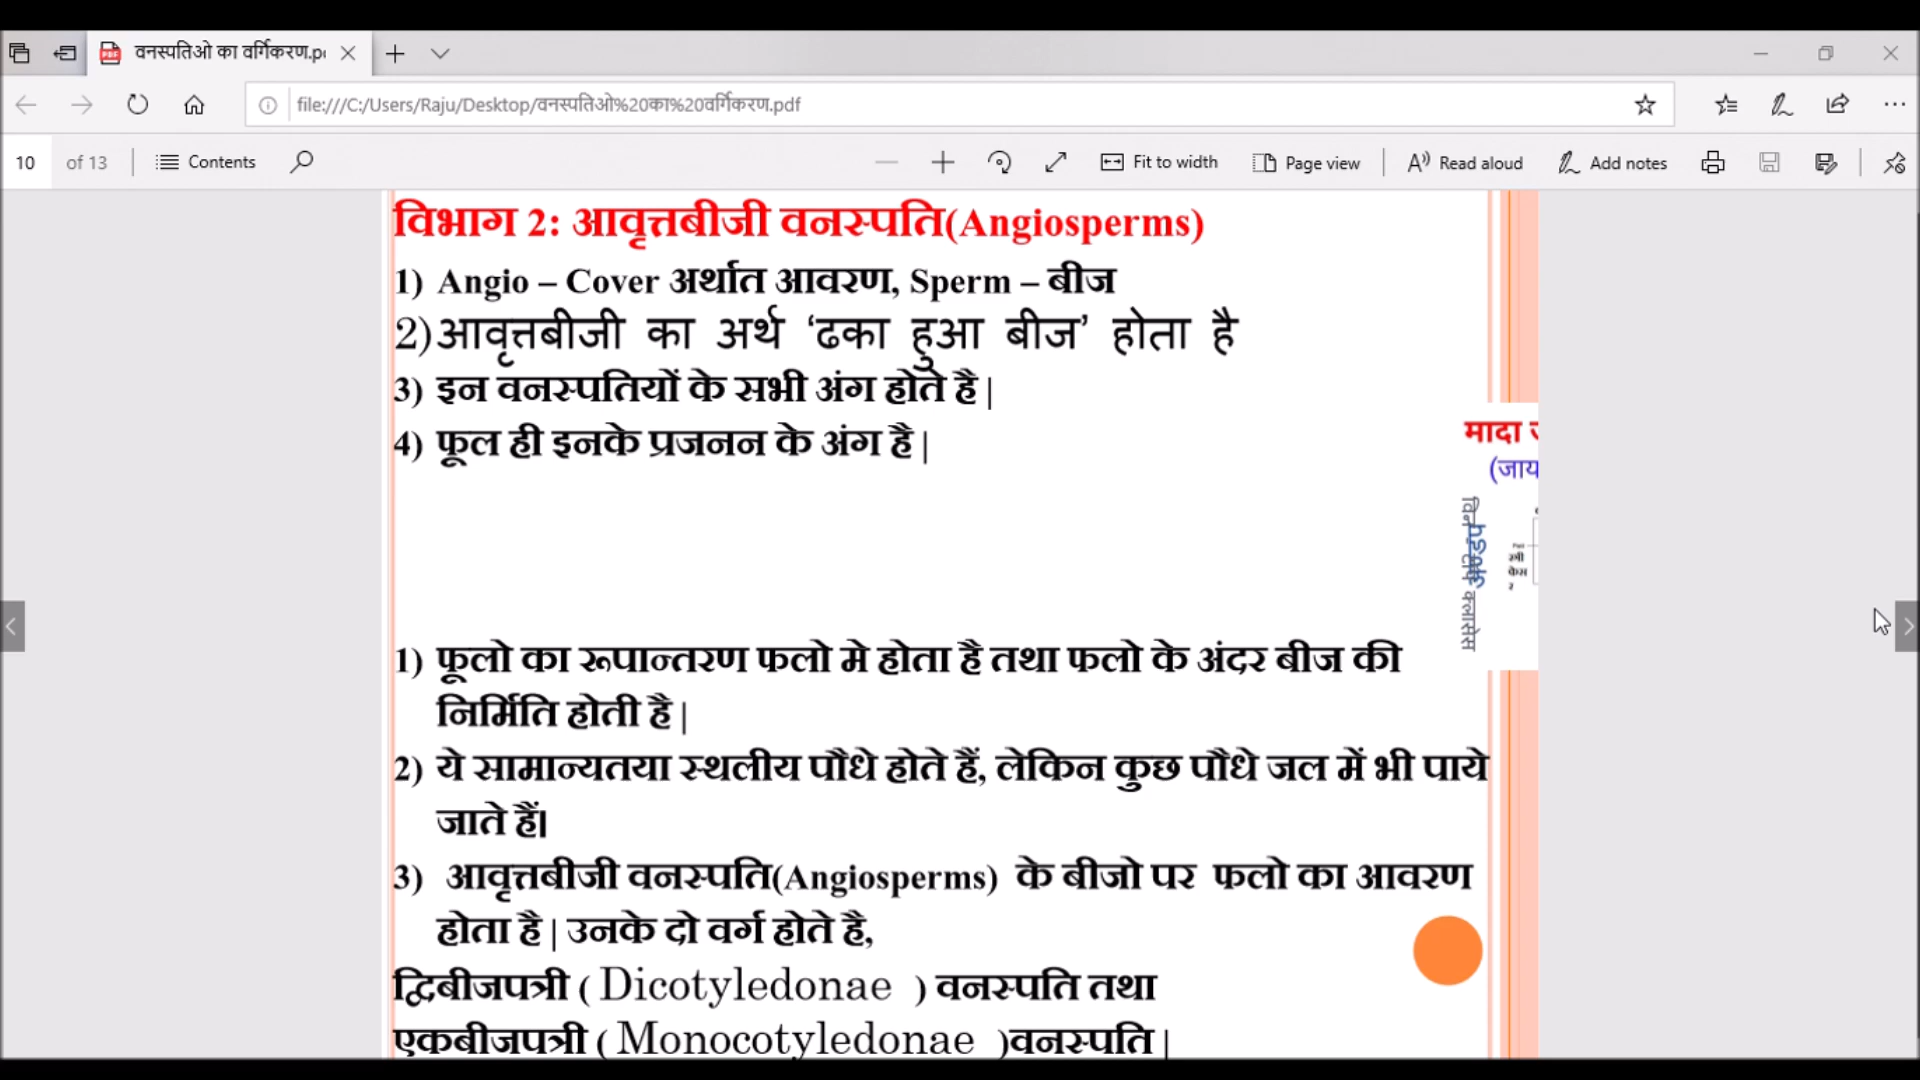 वनस्पतिओ का वर्गिकरण.p
file:///C:/Users/Raju/Desktop/वनस्पतिओ%20का%20वर्गिकरण.pdf
10 of 13 Contents Fit to width Page view Read aloud Add notes
विभाग 2: आवृत्तबीजी वनस्पति(Angiosperms)
1) Angio – Cover अर्थात आवरण, Sperm – बीज
2)आवृत्तबीजी का अर्थ ‘ढका हुआ बीज’ होता है
3) इन वनस्पतियों के सभी अंग होते है |
4) फूल ही इनके प्रजनन के अंग है |
मादा
(जाय
अण्डप
क्लासेस
स्त्री
केस
र
1) फूलो का रूपान्तरण फलो मे होता है तथा फलो के अंदर बीज की
निर्मिति होती है |
2) ये सामान्यतया स्थलीय पौधे होते हैं, लेकिन कुछ पौधे जल में भी पाये
जाते हैं।
3) आवृत्तबीजी वनस्पति(Angiosperms) के बीजो पर फलो का आवरण
होता है | उनके दो वर्ग होते है,
द्विबीजपत्री ( Dicotyledonae ) वनस्पति तथा
एकबीजपत्री ( Monocotyledonae )वनस्पति |